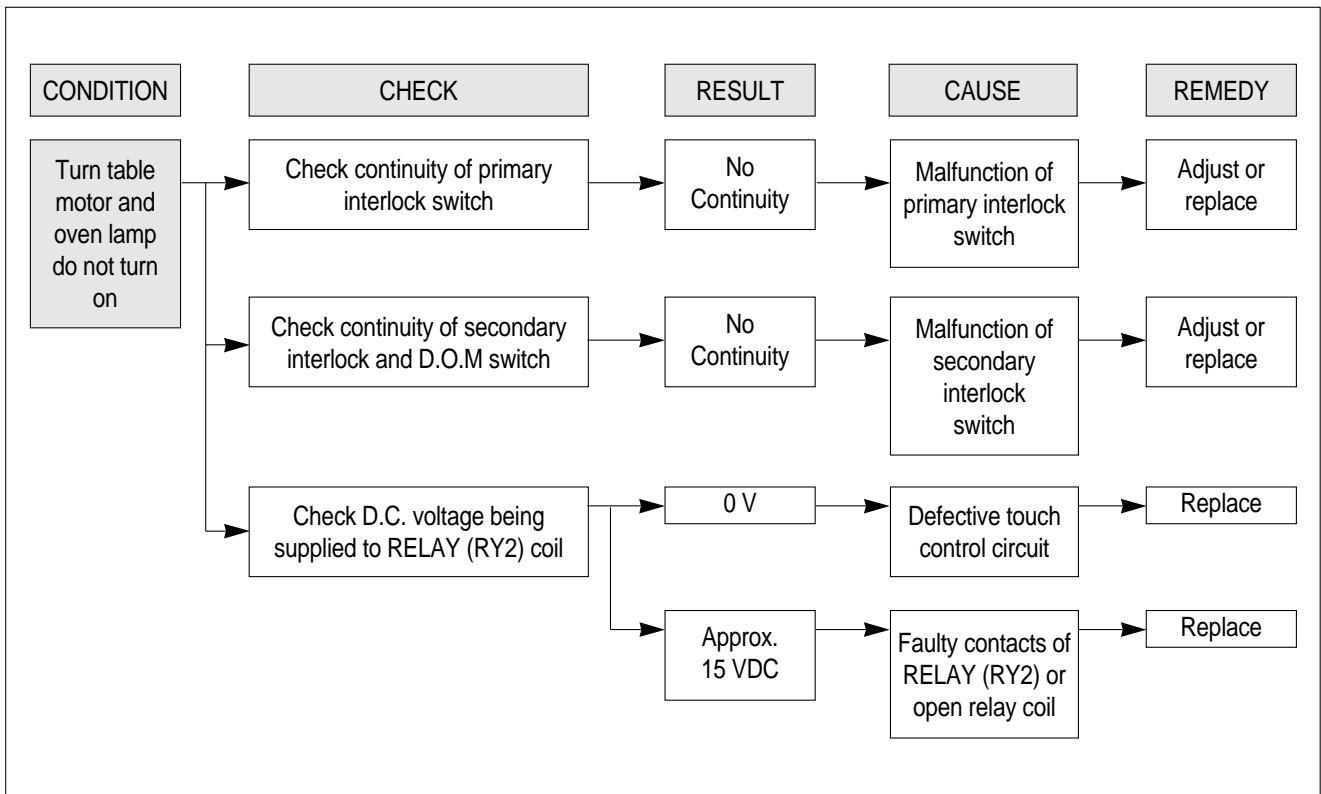 CONDITION
CHECK
RESULT
CAUSE
REMEDY
Turn table
motor and
oven lamp
do not turn
on
Check continuity of primary
interlock switch
No
Continuity
Malfunction of
primary interlock
switch
Adjust or
replace
Check continuity of secondary
interlock and D.O.M switch
No
Continuity
Malfunction of
secondary
interlock
switch
Adjust or
replace
Check D.C. voltage being
supplied to RELAY (RY2) coil
0 V
Defective touch
control circuit
Replace
Approx.
15 VDC
Faulty contacts of
RELAY (RY2) or
open relay coil
Replace